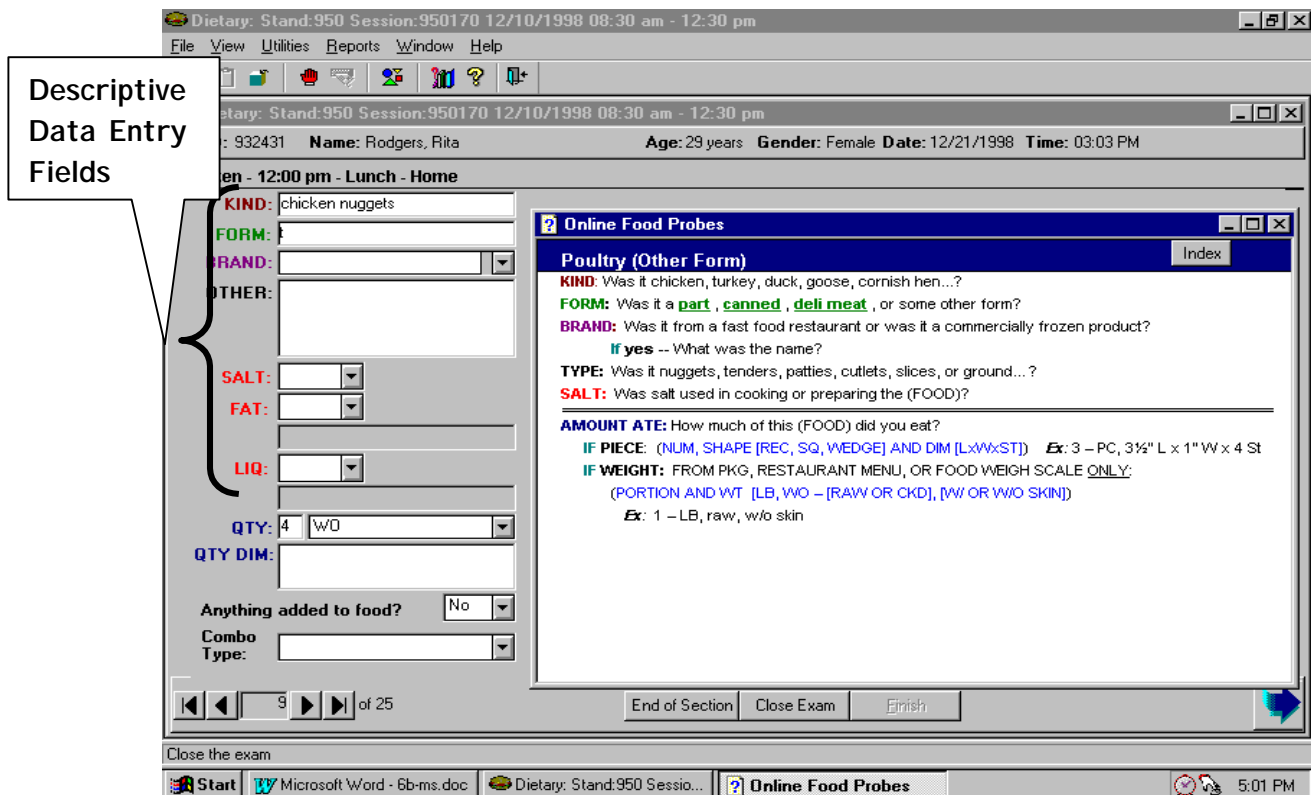 Dietary: Stand:950 Session:950170 12/10/1998 08:30 am - 12:30 pm
File View Utilities Reports Window Help
Descriptive
Data Entry
Fields
etary: Stand:950 Session:950170 12/10/1998 08:30 am - 12:30 pm
: 932431 Name: Rodgers, Rita Age: 29 years Gender: Female Date: 12/21/1998 Time: 03:03 PM
en - 12:00 pm - Lunch - Home
KIND: chicken nuggets
FORM:
BRAND:
OTHER:
SALT:
FAT:
LIQ:
QTY: 4 WO
QTY DIM:
Anything added to food? No
Combo
Type:
Online Food Probes
Poultry (Other Form) Index
KIND: Was it chicken, turkey, duck, goose, cornish hen...?
FORM: Was it a part , canned , deli meat , or some other form?
BRAND: Was it from a fast food restaurant or was it a commercially frozen product?
If yes -- What was the name?
TYPE: Was it nuggets, tenders, patties, cutlets, slices, or ground...?
SALT: Was salt used in cooking or preparing the (FOOD)?
AMOUNT ATE: How much of this (FOOD) did you eat?
IF PIECE: (NUM, SHAPE [REC, SQ, WEDGE] AND DIM [LxWxST]) Ex: 3 – PC, 3½" L x 1" W x 4 St
IF WEIGHT: FROM PKG, RESTAURANT MENU, OR FOOD WEIGH SCALE ONLY:
(PORTION AND WT [LB, WO – [RAW OR CKD], [W/ OR W/O SKIN])
Ex: 1 – LB, raw, w/o skin
9 of 25 End of Section Close Exam Finish
Close the exam
Start Microsoft Word - 6b-ms.doc Dietary: Stand:950 Sessio... Online Food Probes 5:01 PM